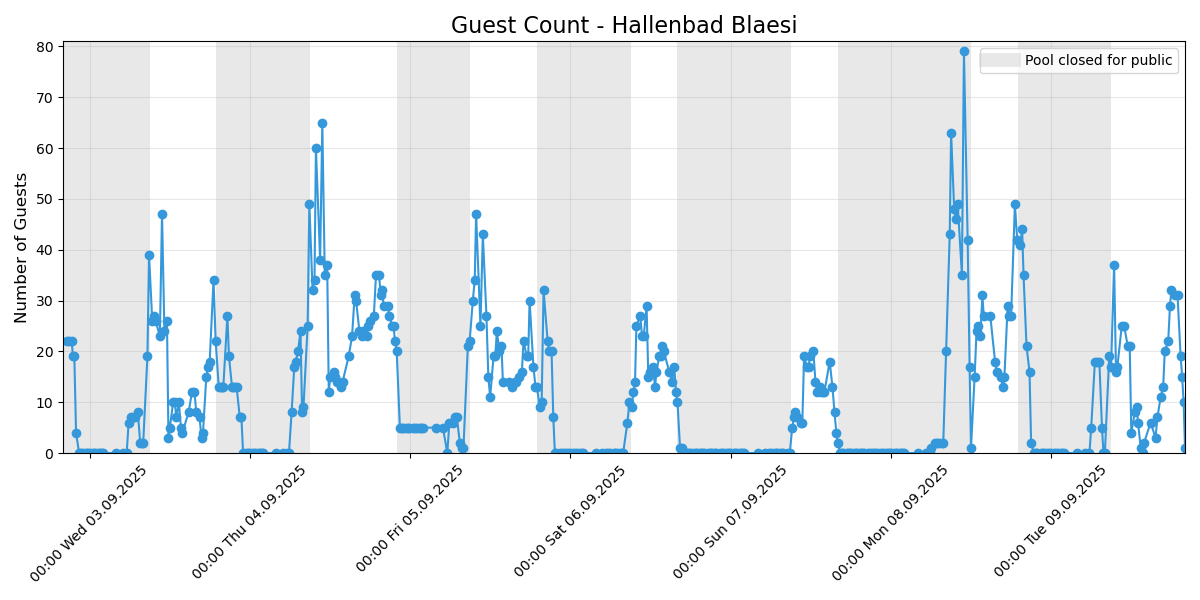 Guest Count - Hallenbad Blaesi
Pool closed for public
Number of Guests
80
70
60
50
40
30
20
10
0
00:00 Wed 03.09.2025
00:00 Thu 04.09.2025
00:00 Fri 05.09.2025
00:00 Sat 06.09.2025
00:00 Sun 07.09.2025
00:00 Mon 08.09.2025
00:00 Tue 09.09.2025